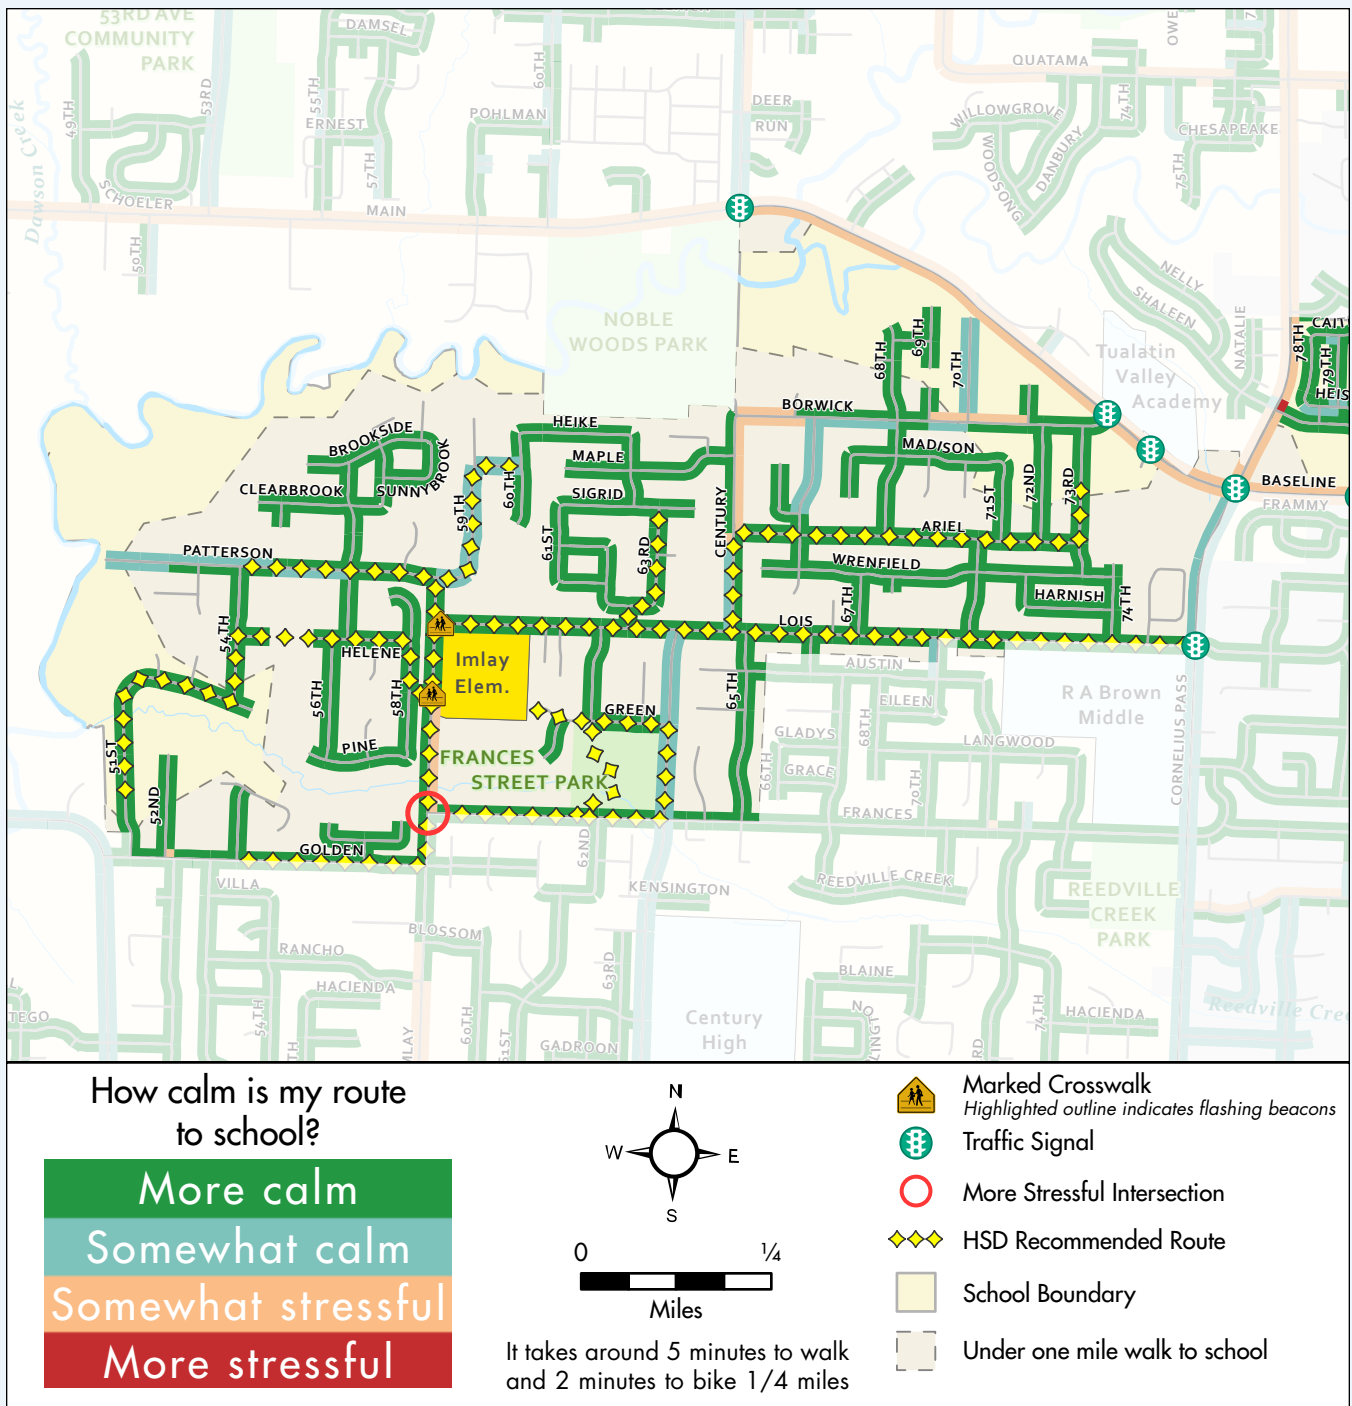 53RD AVE
COMMUNITY
PARK
DAMSEL
60TH
53RD
55TH
49TH
ERNEST
57TH
POHLMAN
DEER
RUN
QUATAMA
WILLOWGROVE
74TH
CHESAPEAKE
DANBURY
WOODSONG
75TH
Dawson Creek
SCHOELER
MAIN
50TH
NELLY
SHALEEN
NATALIE
NOBLE
WOODS PARK
Tualatin
Valley
Academy
68TH
69TH
70TH
78TH
79TH
BORWICK
BROOKSIDE
SUNNYBROOK
CLEARBROOK
HEIKE
MAPLE
SIGRID
59TH
60TH
61ST
63RD
CENTURY
MADISON
71ST
72ND
73RD
BASELINE
FRAMMY
ARIEL
PATTERSON
WRENFIELD
HARNISH
67TH
74TH
LOIS
54TH
HELENE
Imlay
Elem.
56TH
58TH
PINE
GREEN
FRANCES
STREET PARK
65TH
AUSTIN
EILEEN
68TH
GLADYS
GRACE
66TH
LANGWOOD
70TH
R A Brown
Middle
CORNELIUS PASS
51ST
52ND
GOLDEN
FRANCES
62ND
VILLA
KENSINGTON
REEDVILLE CREEK
REEDVILLE
CREEK
PARK
BLOSSOM
RANCHO
HACIENDA
54TH
60TH
61ST
63RD
GADROON
Century
High
BLAINE
74TH
HACIENDA
Reedville
How calm is my route
to school?
More calm
Somewhat calm
Somewhat stressful
More stressful
N
W
E
S
0
¼
Miles
It takes around 5 minutes to walk
and 2 minutes to bike 1/4 miles
Marked Crosswalk
Highlighted outline indicates flashing beacons
Traffic Signal
More Stressful Intersection
HSD Recommended Route
School Boundary
Under one mile walk to school